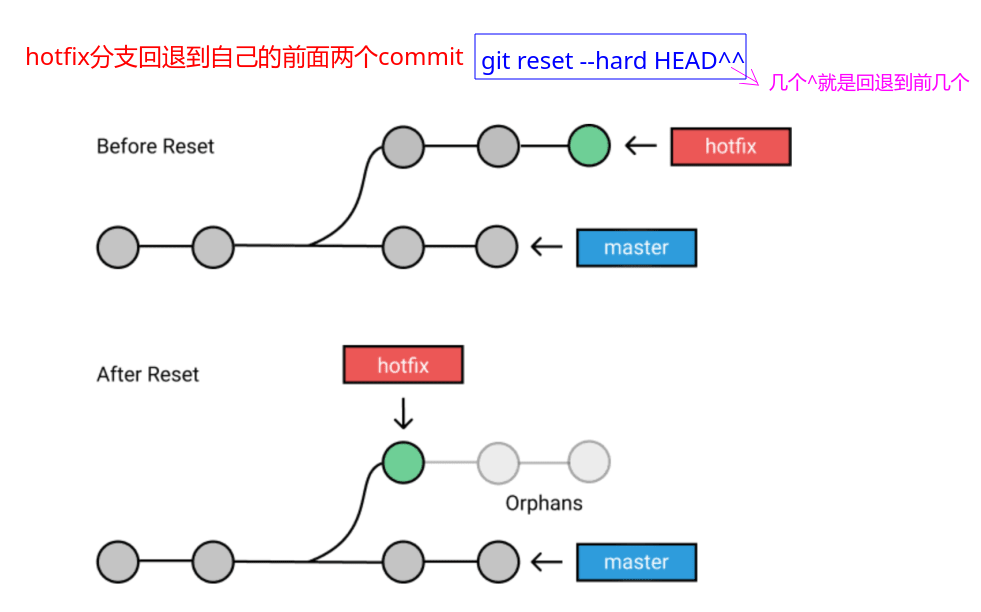 hotfix分支回退到自己的前面两个commit
git reset --hard HEAD^^
几个^就是回退到前几个
Before Reset
hotfix
master
hotfix
After Reset
Orphans
master